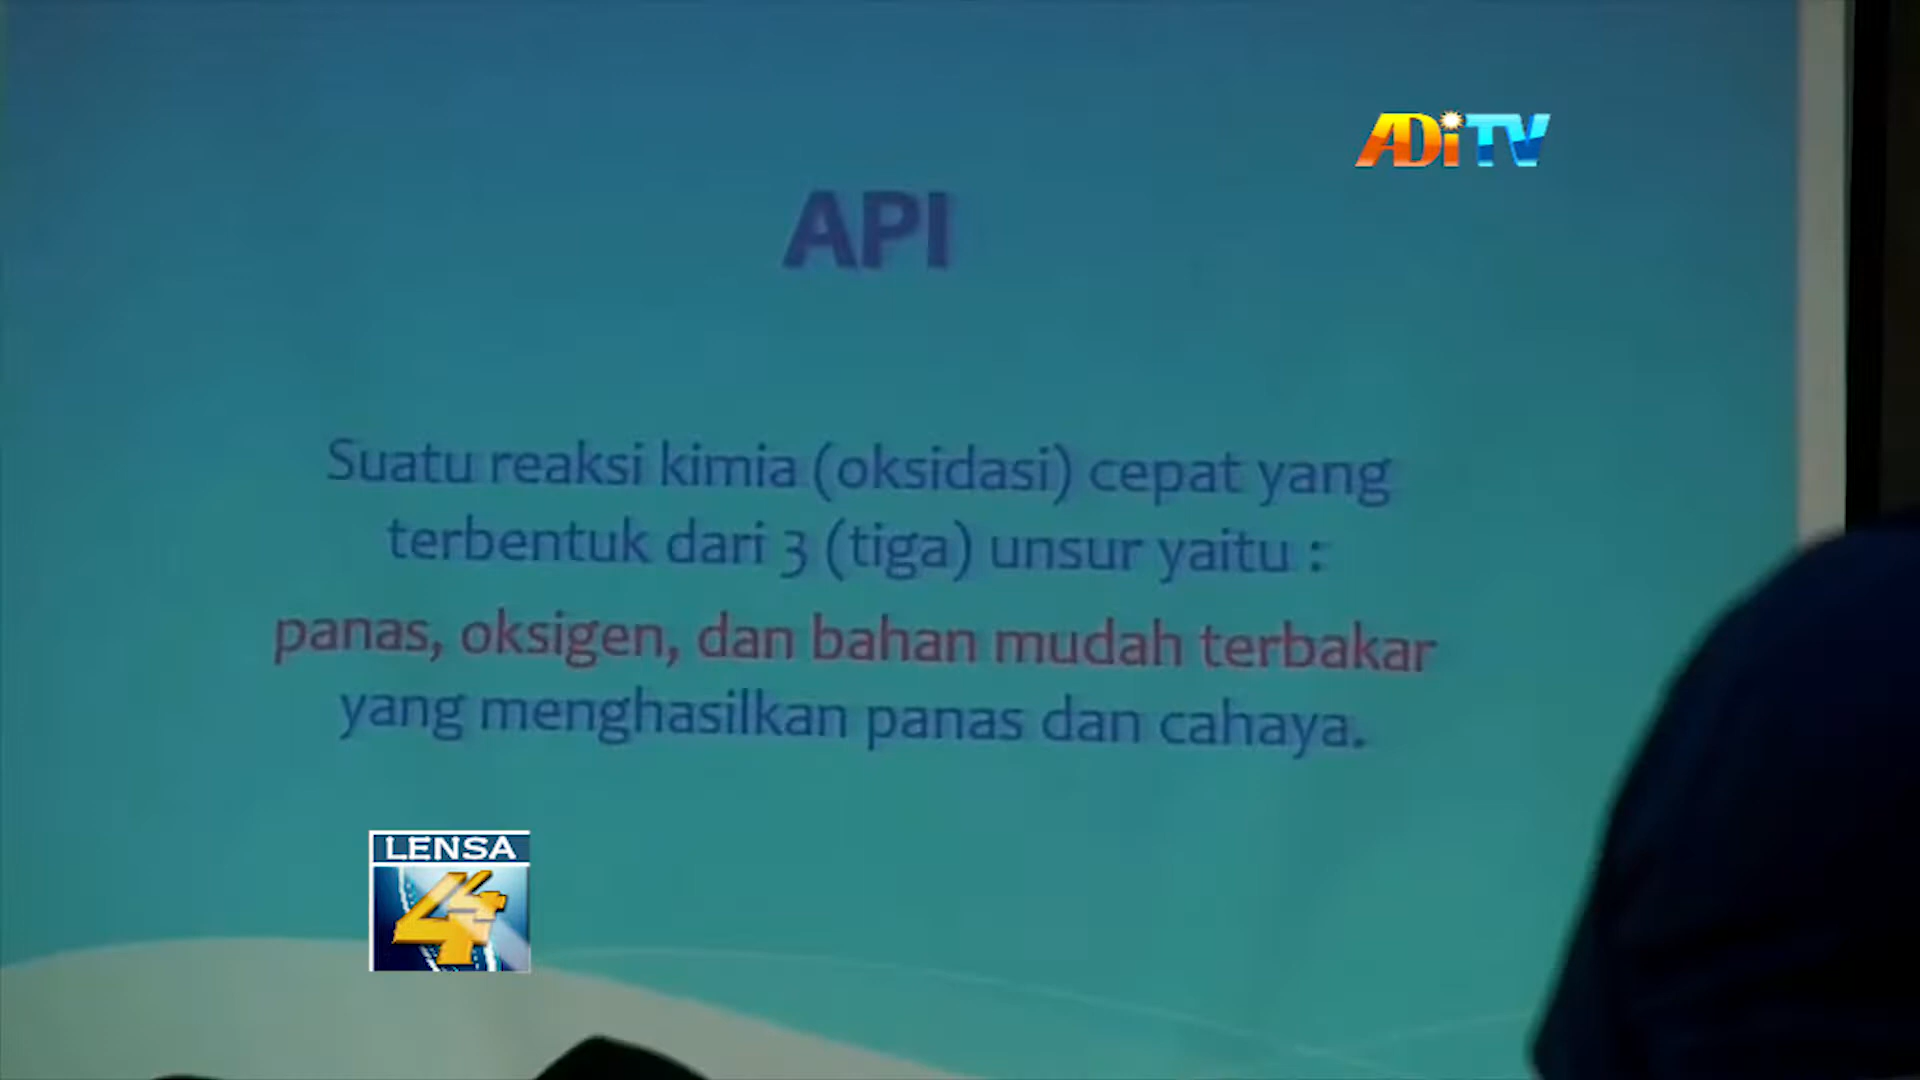 ADiTV
API
Suatu reaksi kimia (oksidasi) cepat yang
terbentuk dari 3 (tiga) unsur yaitu :
panas, oksigen, dan bahan mudah terbakar
yang menghasilkan panas dan cahaya.
LENSA
44